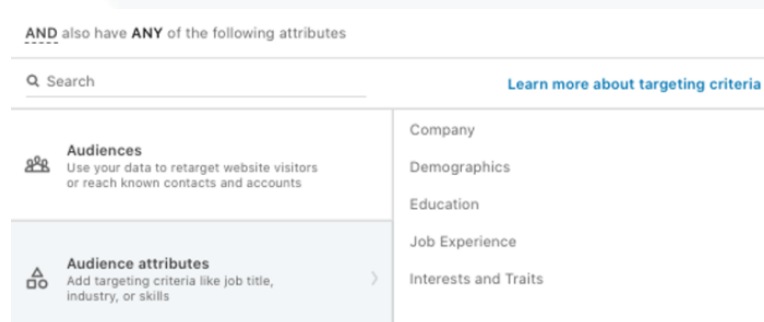 AND also have ANY of the following attributes
Search
Learn more about targeting criteria
Audiences
Use your data to retarget website visitors
or reach known contacts and accounts
Audience attributes
Add targeting criteria like job title,
industry, or skills
Company
Demographics
Education
Job Experience
Interests and Traits